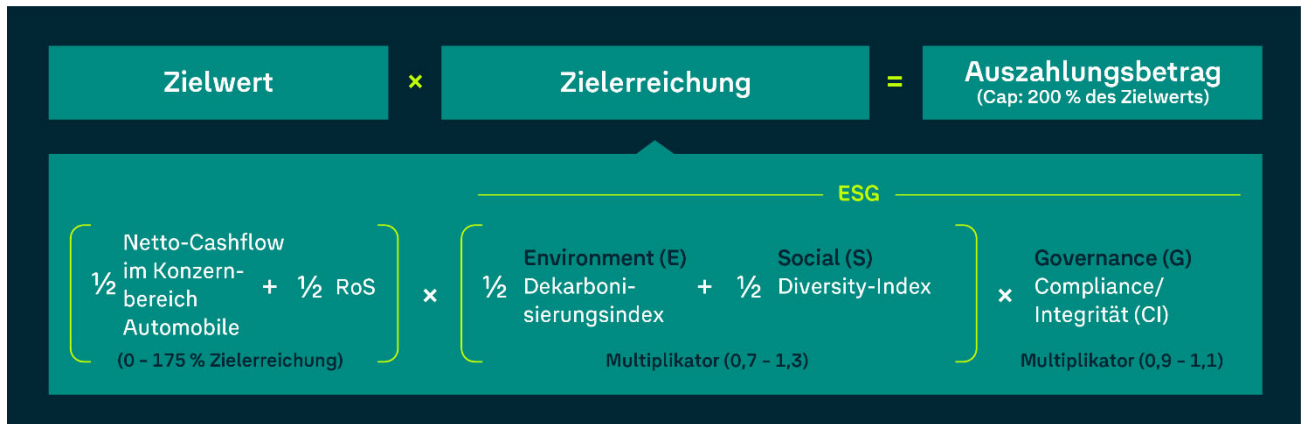 Zielwert × Zielerreichung = Auszahlungsbetrag
(Cap: 200 % des Zielwerts)
ESG
½ Netto-Cashflow
im Konzern-
bereich
Automobile
+ ½ RoS
(0 – 175 % Zielerreichung)
×
½ Environment (E)
Dekarboni-
sierungsindex
+ ½ Social (S)
Diversity-Index
Multiplikator (0,7 – 1,3)
×
Governance (G)
Compliance/
Integrität (CI)
Multiplikator (0,9 – 1,1)